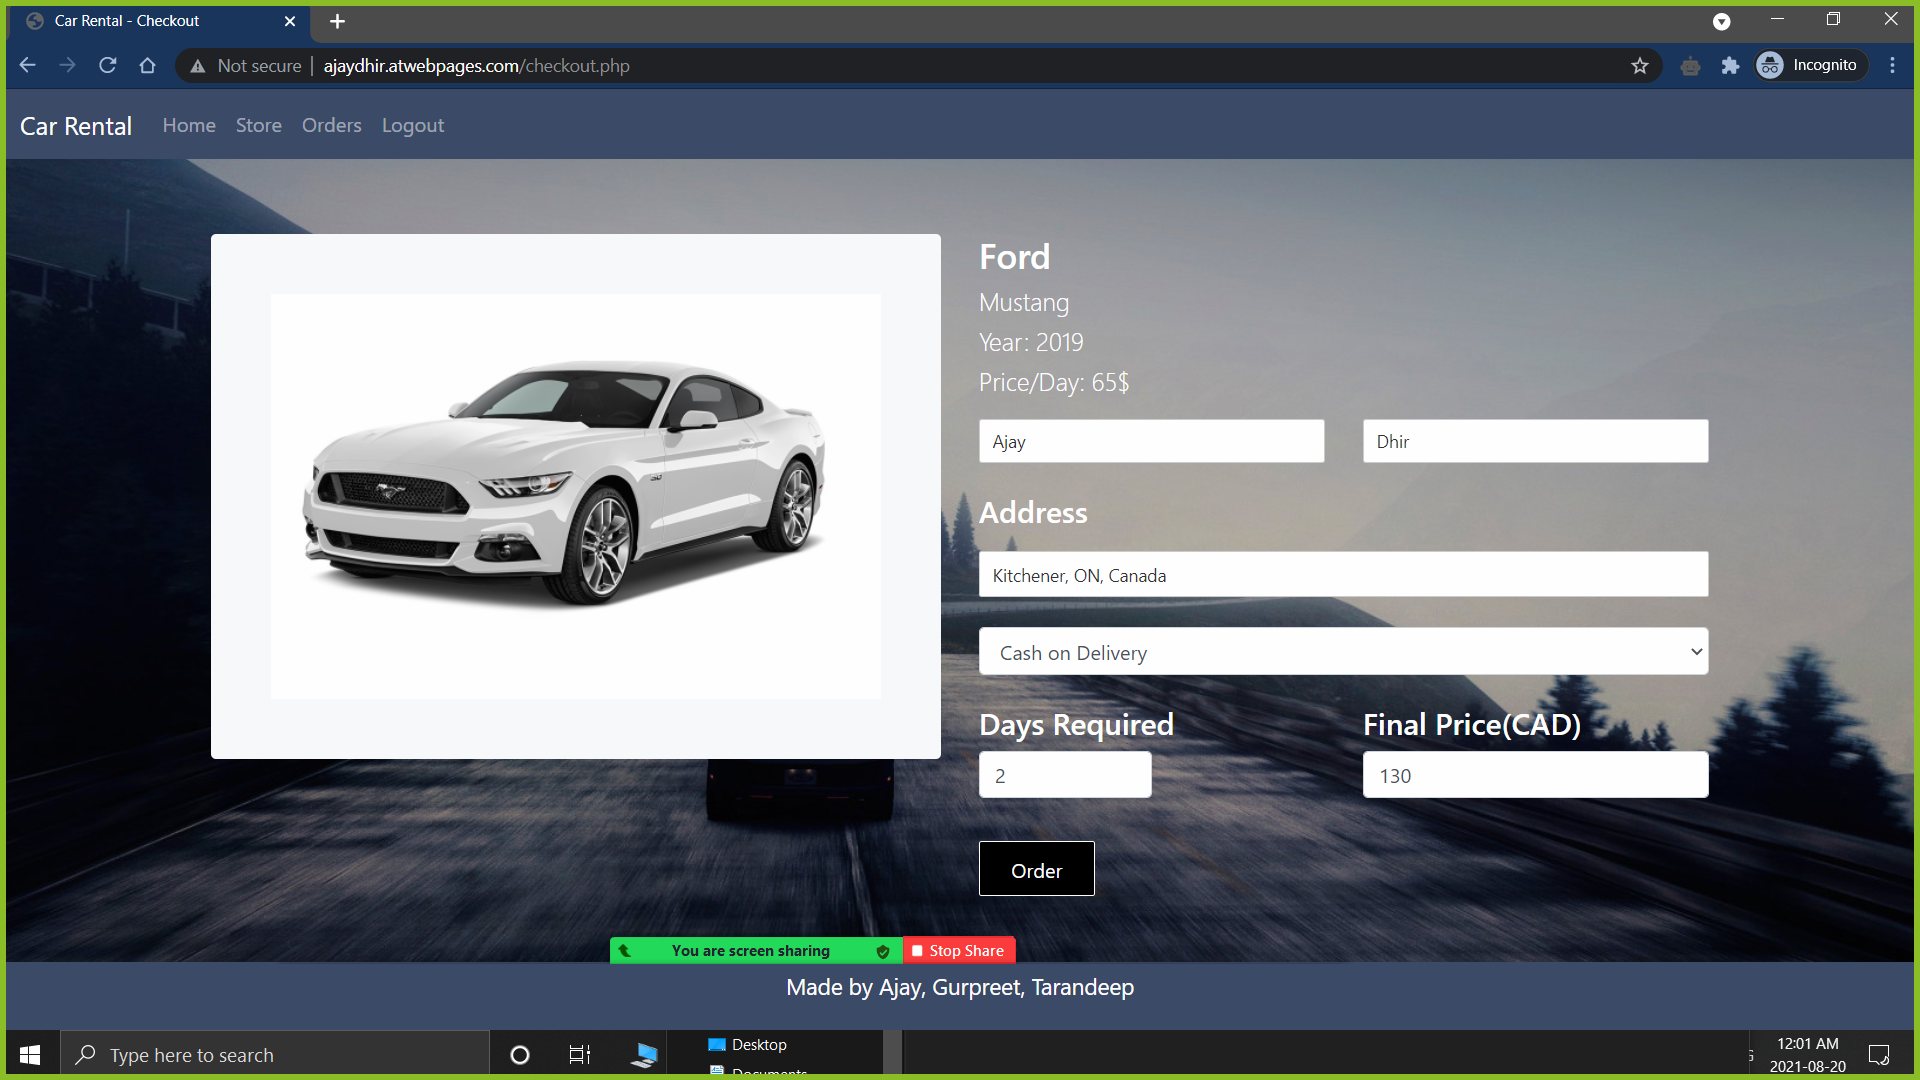 Car Rental - Checkout
Not secure | ajaydhir.atwebpages.com/checkout.php
Incognito
Car Rental Home Store Orders Logout
Ford
Mustang
Year: 2019
Price/Day: 65$
Ajay Dhir
Address
Kitchener, ON, Canada
Cash on Delivery
Days Required Final Price(CAD)
2 130
Order
You are screen sharing Stop Share
Made by Ajay, Gurpreet, Tarandeep
Type here to search
Desktop
Documents
12:01 AM
2021-08-20